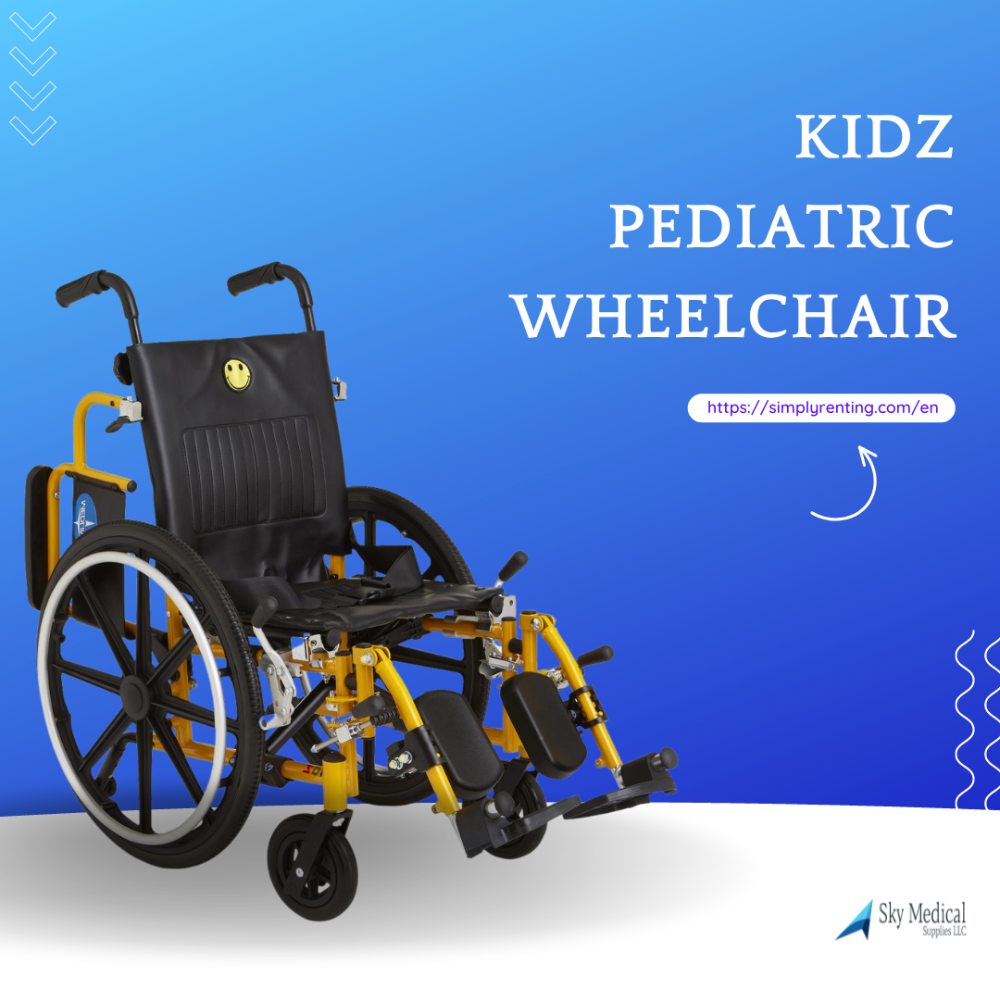 KIDZ
PEDIATRIC
WHEELCHAIR
https://simplyrenting.com/en
Sky Medical
Supplies LLC